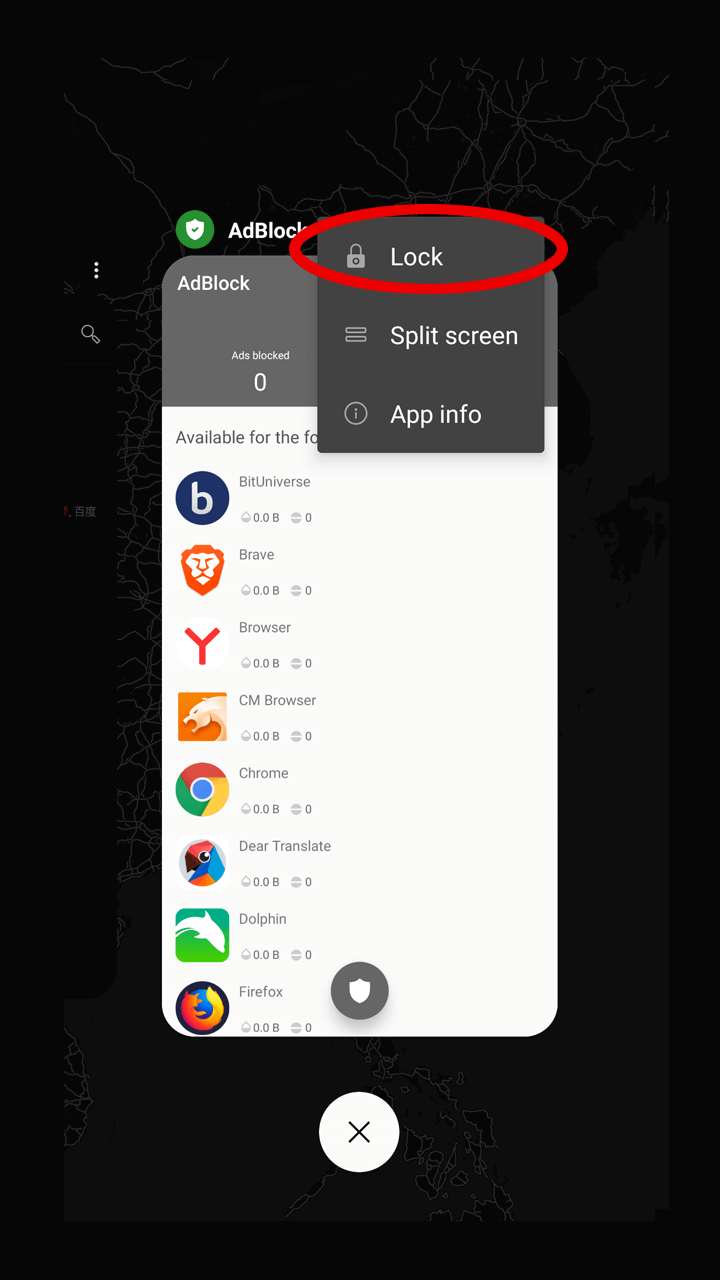 AdBlock
Lock
Split screen
App info
AdBlock
Ads blocked
0
Available for the fo
, 百度
BitUniverse
0.0 B 0
Brave
0.0 B 0
Browser
0.0 B 0
CM Browser
0.0 B 0
Chrome
0.0 B 0
Dear Translate
0.0 B 0
Dolphin
0.0 B 0
Firefox
0.0 B 0